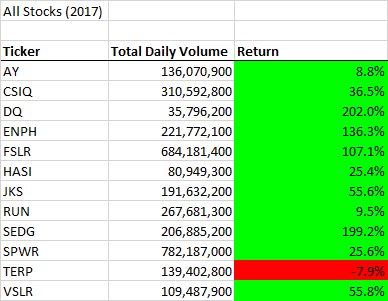 All Stocks (2017)
Ticker Total Daily Volume Return
AY 136,070,900 8.8%
CSIQ 310,592,800 36.5%
DQ 35,796,200 202.0%
ENPH 221,772,100 136.3%
FSLR 684,181,400 107.1%
HASI 80,949,300 25.4%
JKS 191,632,200 55.6%
RUN 267,681,300 9.5%
SEDG 206,885,200 199.2%
SPWR 782,187,000 25.6%
TERP 139,402,800 -7.9%
VSLR 109,487,900 55.8%